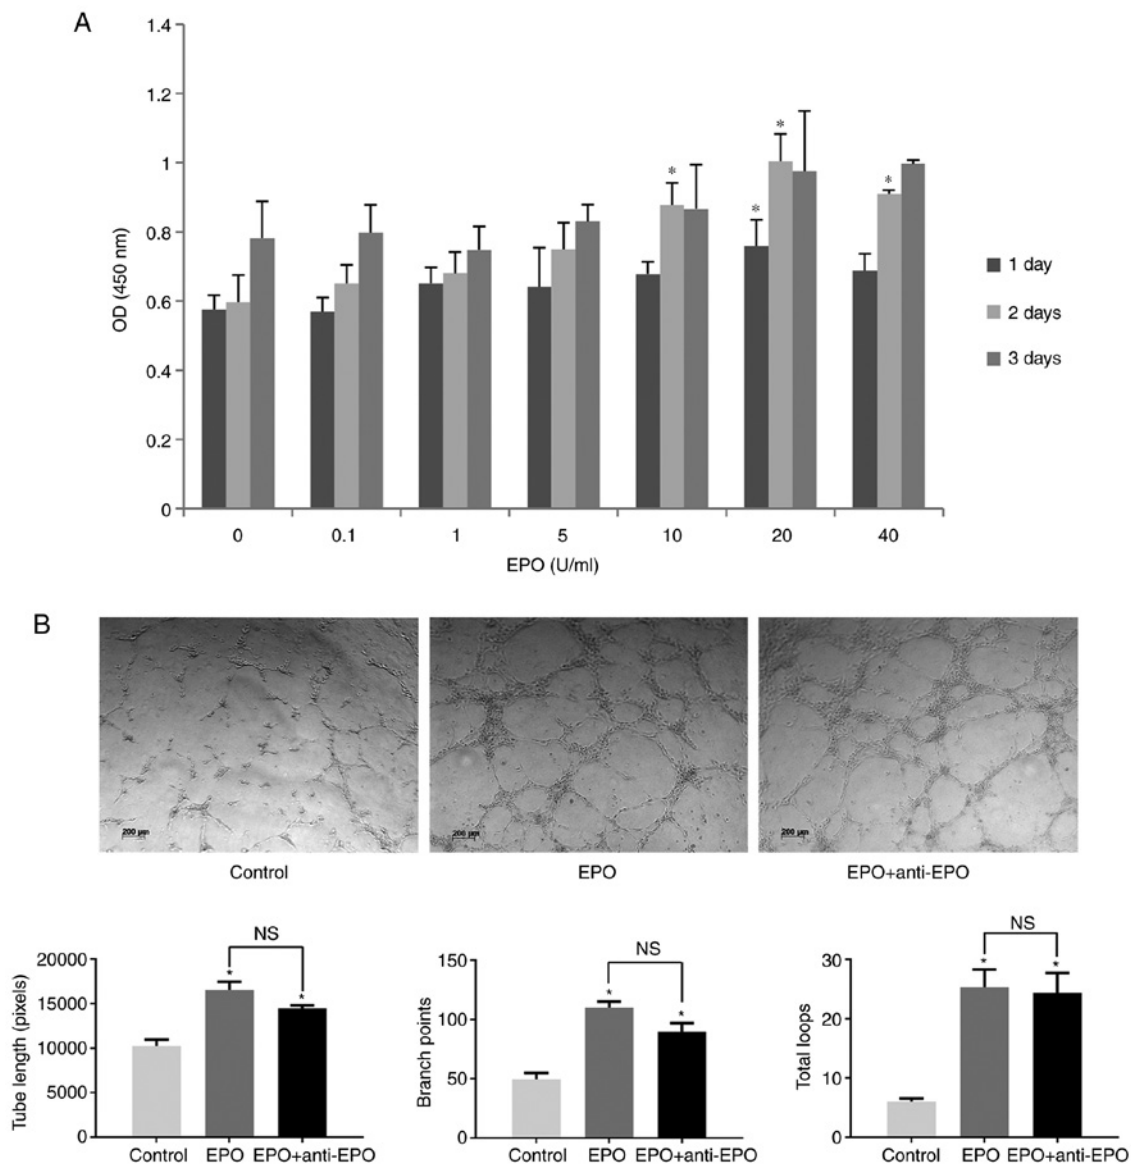 A
1.4
1.2
1
0.8
0.6
0.4
0.2
0
OD (450 nm)
*
*
*
*
0 0.1 1 5 10 20 40
EPO (U/ml)
1 day
2 days
3 days
B
200 µm
200 µm
200 µm
Control EPO EPO+anti-EPO
NS
20000
15000
10000
5000
0
Tube length (pixels)
*
*
Control EPO EPO+anti-EPO
NS
150
100
50
0
Branch points
*
*
Control EPO EPO+anti-EPO
NS
30
20
10
0
Total loops
*
*
Control EPO EPO+anti-EPO